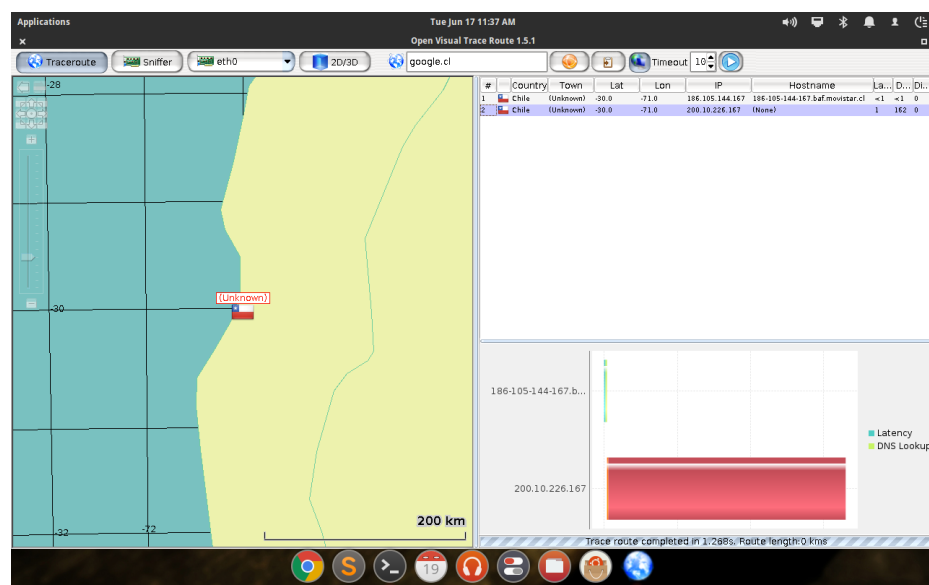 Applications
Tue Jun 17 11:37 AM
Open Visual Trace Route 1.5.1
Traceroute
Sniffer
eth0
2D/3D
google.cl
Timeout
10
# Country Town Lat Lon IP Hostname La... D... Di...
1 Chile (Unknown) -30.0 -71.0 186.105.144.167 186-105-144-167.baf.movistar.cl <1 <1 0
2 Chile (Unknown) -30.0 -71.0 200.10.226.167 (None) 1 162 0
-28
(Unknown)
-30
-32
-72
200 km
186-105-144-167.b...
200.10.226.167
Latency
DNS Lookup
Trace route completed in 1.268s. Route length:0 kms
S
19